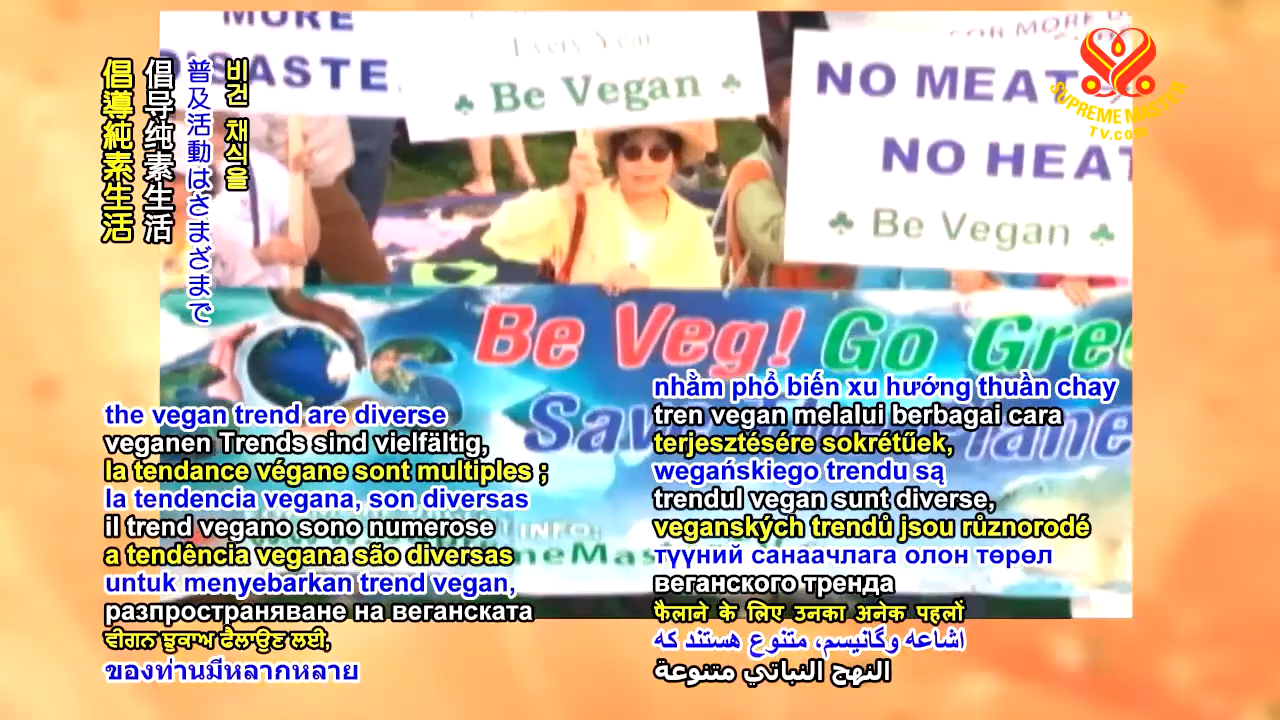 MORE
DISASTE
Every Year
Be Vegan
FOR MORE
NO MEAT
NO HEAT
Be Vegan
SUPREME MASTER
TV.com
倡導純素生活
倡导纯素生活
普及活動はさまざまで
비건 채식을
Be Veg! Go Gree
Save The Plane
INFO:
the vegan trend are diverse
veganen Trends sind vielfältig,
la tendance végane sont multiples ;
la tendencia vegana, son diversas
il trend vegano sono numerose
a tendência vegana são diversas
untuk menyebarkan trend vegan,
разпространяване на веганската
ਵੀਗਨ ਝੁਕਾਅ ਫੈਲਾਉਣ ਲਈ,
ของท่านมีหลากหลาย
nhằm phổ biến xu hướng thuần chay
tren vegan melalui berbagai cara
terjesztésére sokrétűek,
wegańskiego trendu są
trendul vegan sunt diverse,
veganských trendů jsou různorodé
түүний санаачлага олон төрөл
веганского тренда
फैलाने के लिए उनका अनेक पहलों
اشاعه وگانیسم، متنوع هستند که
النهج النباتي متنوعة